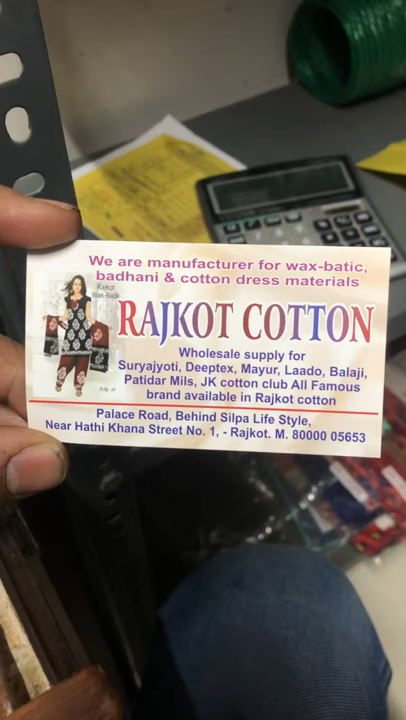 We are manufacturer for wax-batic,
badhani & cotton dress materials
Rajkot
Wax-Batik
RAJKOT COTTON
Wholesale supply for
Suryajyoti, Deeptex, Mayur, Laado, Balaji,
Patidar Mils, JK cotton club All Famous
brand available in Rajkot cotton
Palace Road, Behind Silpa Life Style,
Near Hathi Khana Street No. 1, - Rajkot. M. 80000 05653